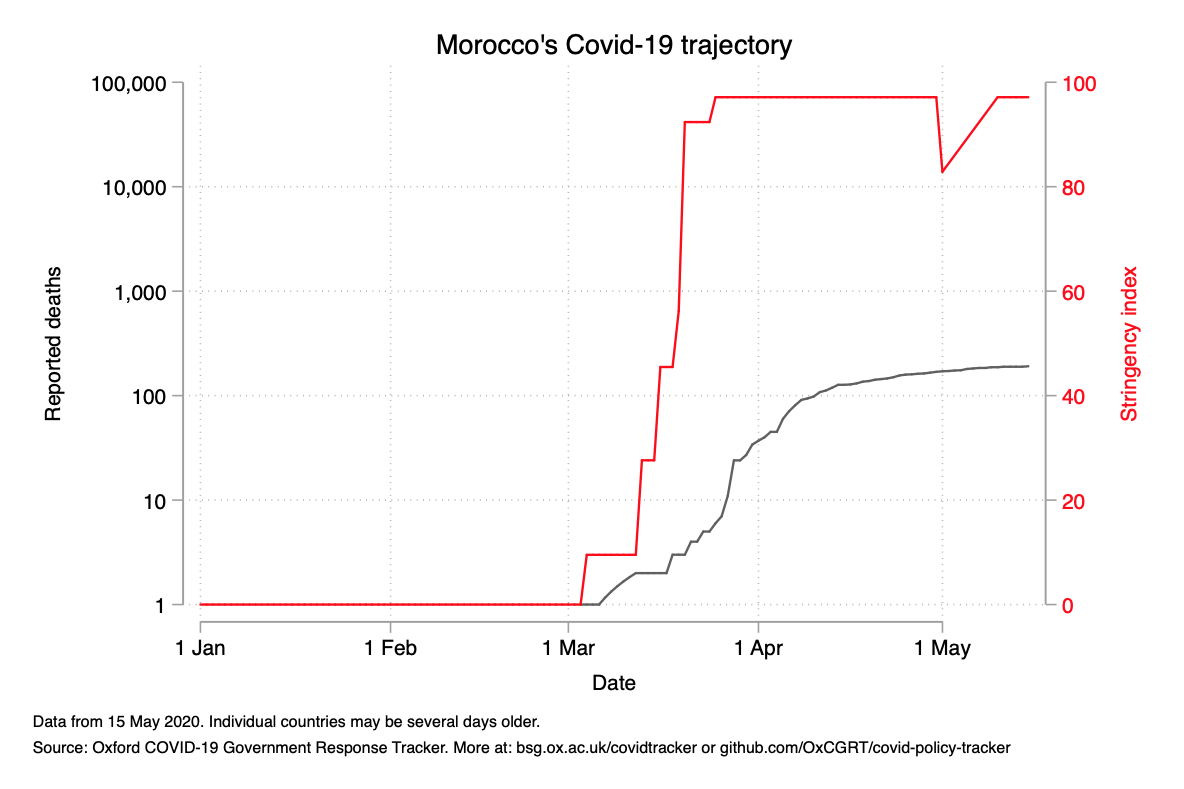 Morocco's Covid-19 trajectory
100,000
10,000
1,000
100
10
1
Reported deaths
100
80
60
40
20
0
Stringency index
1 Jan 1 Feb 1 Mar 1 Apr 1 May
Date
Data from 15 May 2020. Individual countries may be several days older.
Source: Oxford COVID-19 Government Response Tracker. More at: bsg.ox.ac.uk/covidtracker or github.com/OxCGRT/covid-policy-tracker